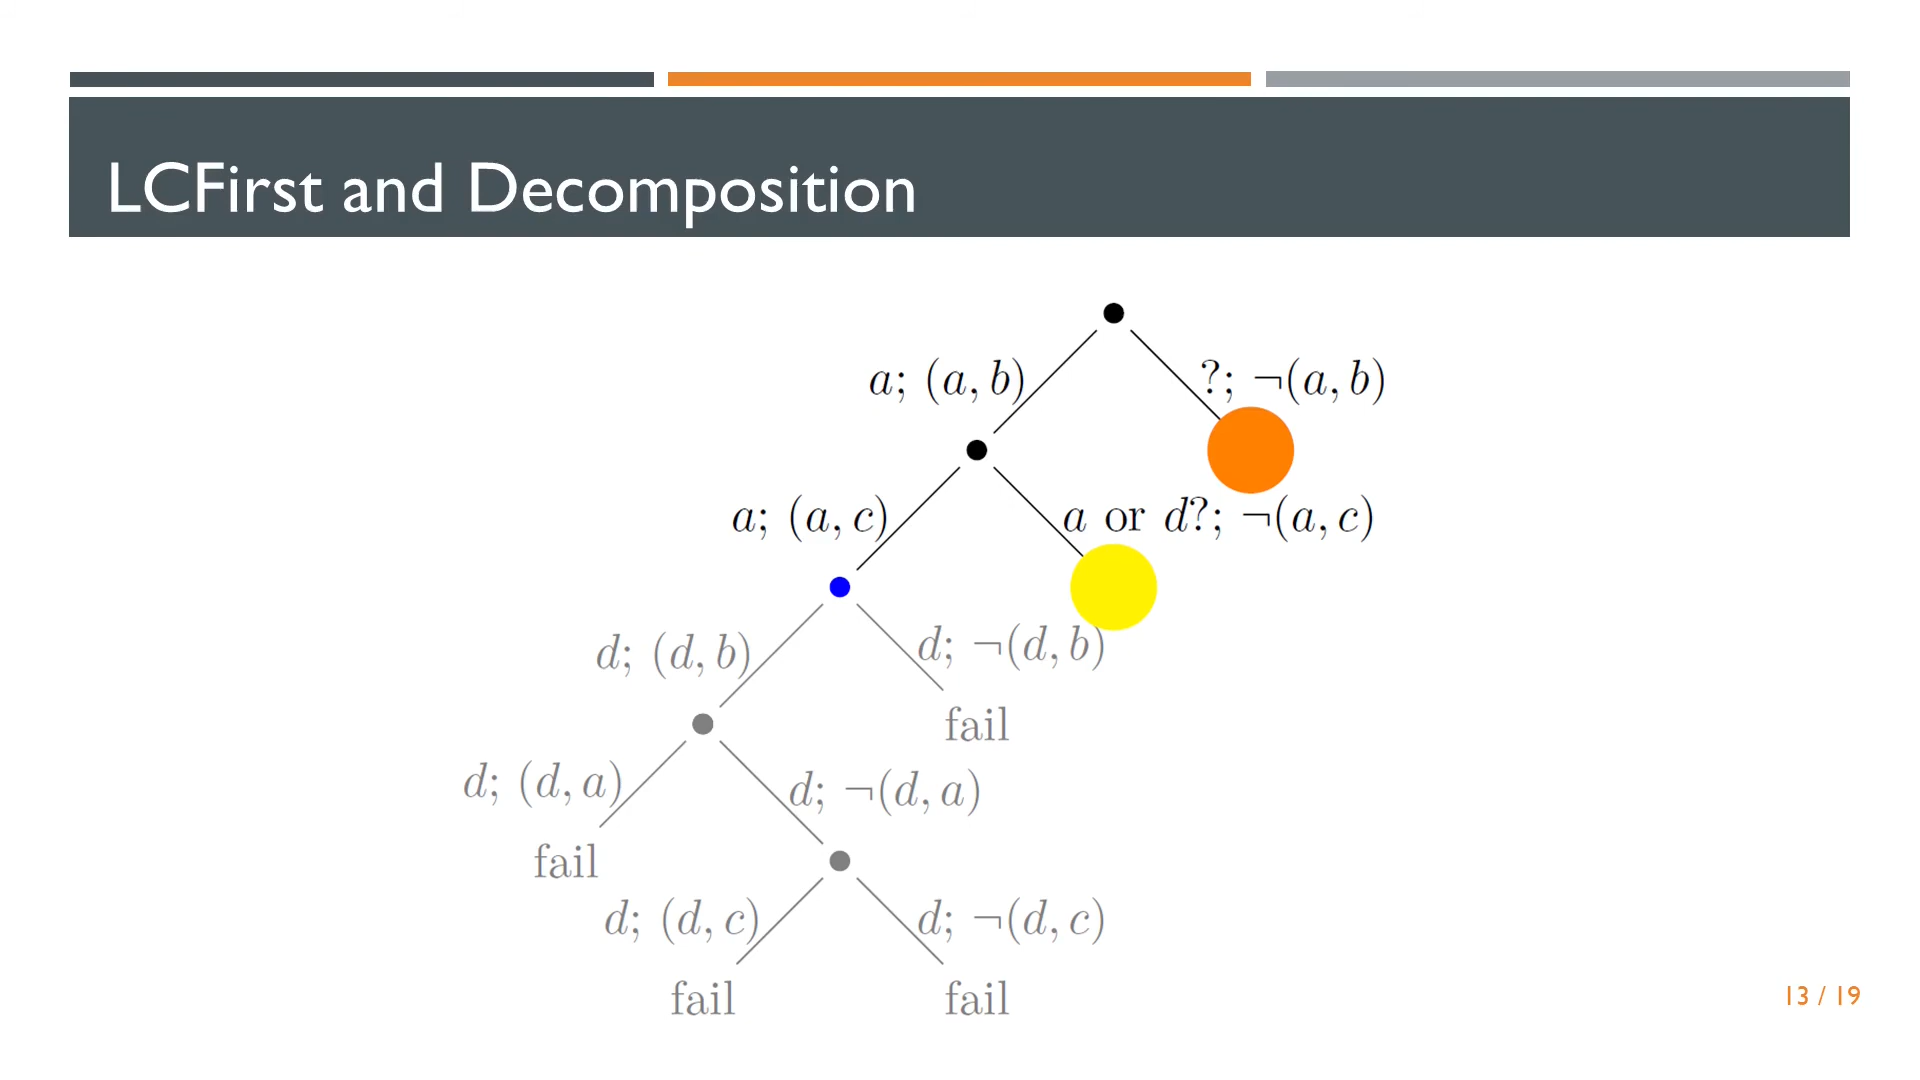 LCFirst and Decomposition
a; (a, b)
?; ¬(a, b)
a; (a, c)
a or d?; ¬(a, c)
d; (d, b)
d; ¬(d, b)
fail
d; (d, a)
d; ¬(d, a)
fail
d; (d, c)
d; ¬(d, c)
fail
fail
13 / 19